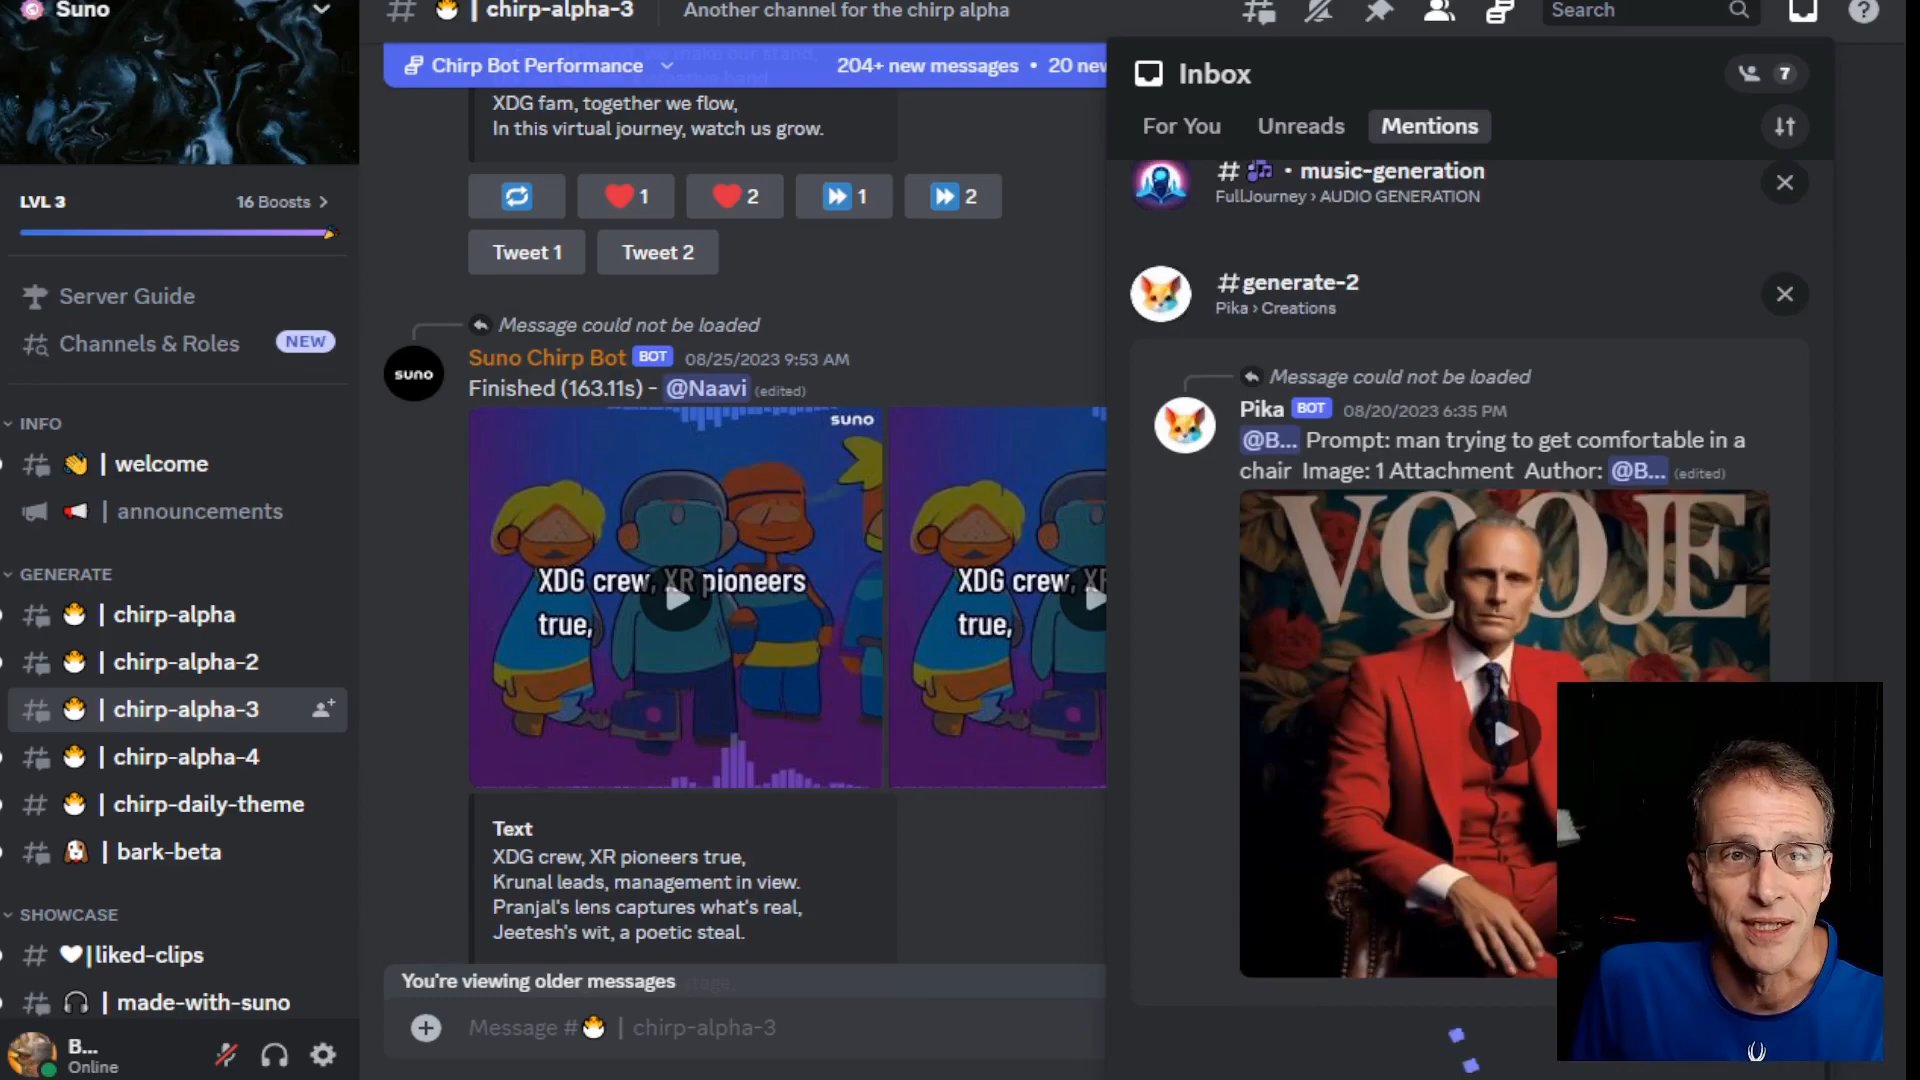 Suno
LVL 3
16 Boosts
Server Guide
Channels & Roles
NEW
INFO
| welcome
| announcements
GENERATE
| chirp-alpha
| chirp-alpha-2
| chirp-alpha-3
| chirp-alpha-4
| chirp-daily-theme
| bark-beta
SHOWCASE
|liked-clips
| made-with-suno
B...
Online
| chirp-alpha-3
Another channel for the chirp alpha
Search
Chirp Bot Performance
204+ new messages • 20 new
XDG fam, together we flow,
In this virtual journey, watch us grow.
1
2
1
2
Tweet 1
Tweet 2
Message could not be loaded
suno
Suno Chirp Bot BOT 08/25/2023 9:53 AM
Finished (163.11s) - @Naavi (edited)
suno
XDG crew, XR pioneers
true,
XDG crew, XR
true,
Text
XDG crew, XR pioneers true,
Krunal leads, management in view.
Pranjal's lens captures what's real,
Jeetesh's wit, a poetic steal.
You're viewing older messages
Message # | chirp-alpha-3
Inbox
7
For You
Unreads
Mentions
# • music-generation
FullJourney › AUDIO GENERATION
#generate-2
Pika › Creations
Message could not be loaded
Pika BOT 08/20/2023 6:35 PM
@B... Prompt: man trying to get comfortable in a
chair Image: 1 Attachment Author: @B... (edited)